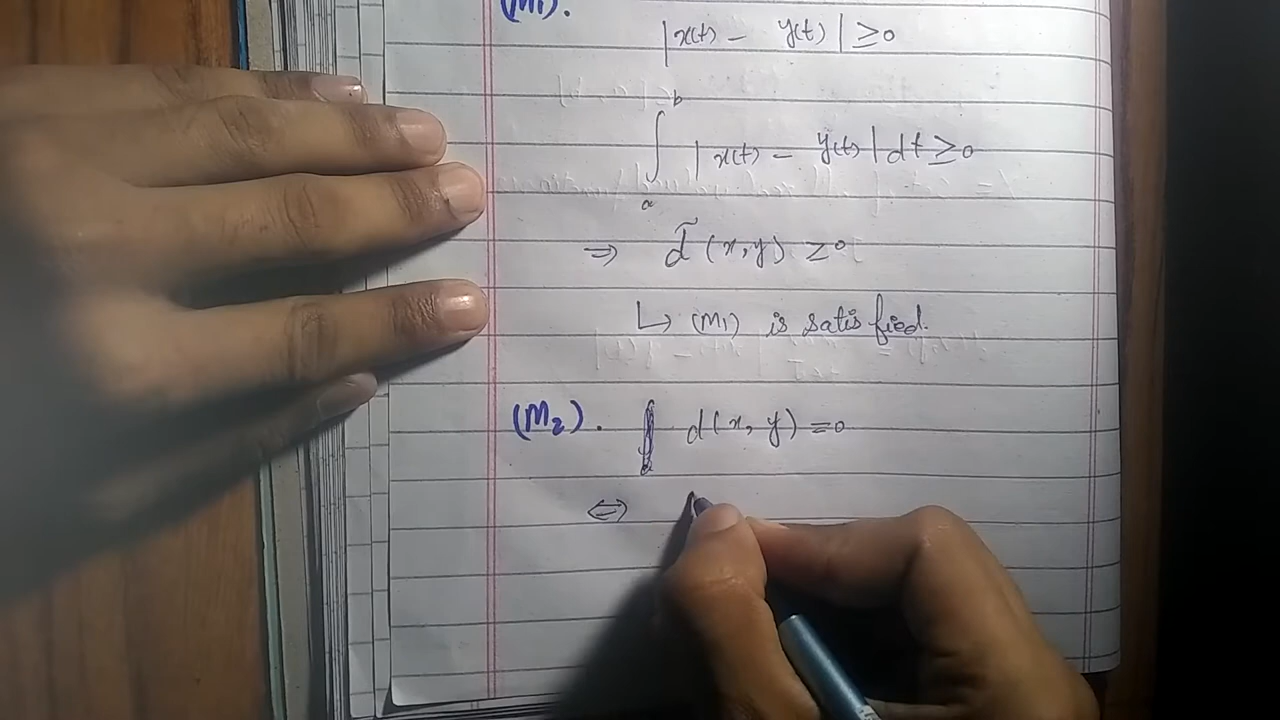 (M1).
|x(t) - y(t)| ≥0
∫ₐᵇ |x(t) - y(t)| dt ≥0
⇒ d̃(x,y) ≥0
↳ (M1) is satisfied.
(M2). d(x,y) =0
⇔